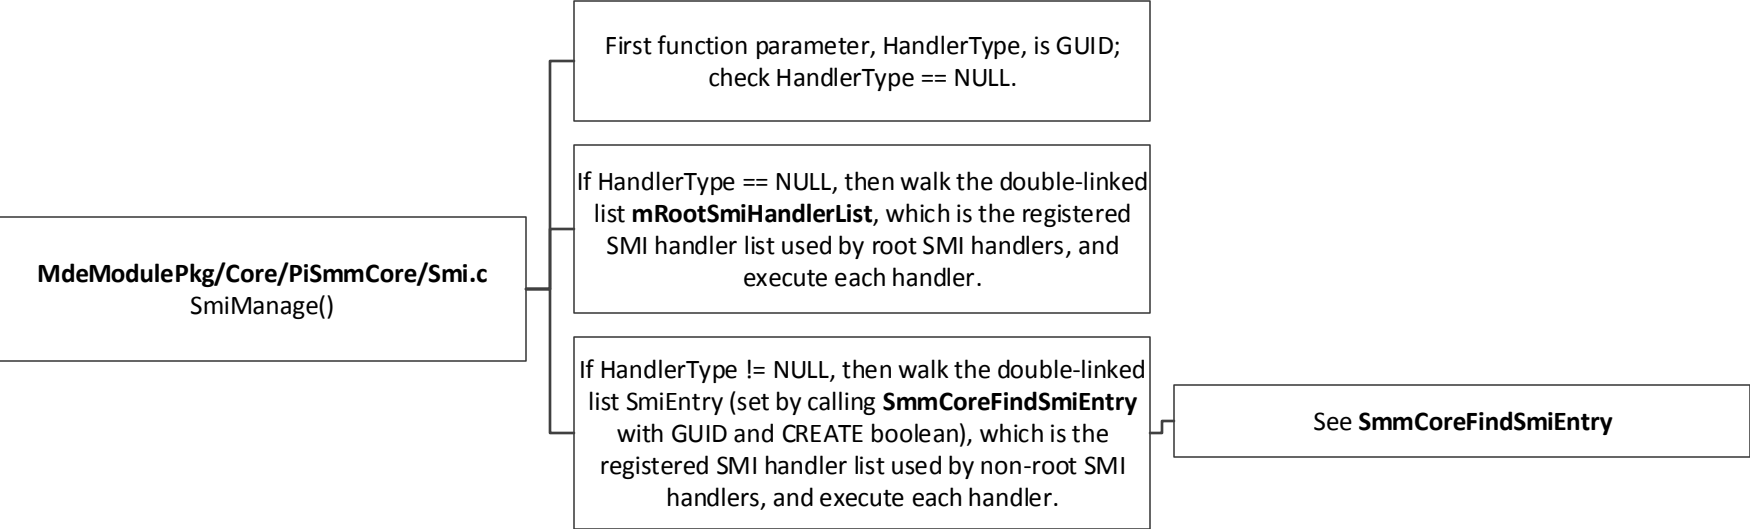 First function parameter, HandlerType, is GUID;
check HandlerType == NULL.
If HandlerType == NULL, then walk the double-linked
list mRootSmiHandlerList, which is the registered
SMI handler list used by root SMI handlers, and
execute each handler.
MdeModulePkg/Core/PiSmmCore/Smi.c
SmiManage()
If HandlerType != NULL, then walk the double-linked
list SmiEntry (set by calling SmmCoreFindSmiEntry
with GUID and CREATE boolean), which is the
registered SMI handler list used by non-root SMI
handlers, and execute each handler.
See SmmCoreFindSmiEntry